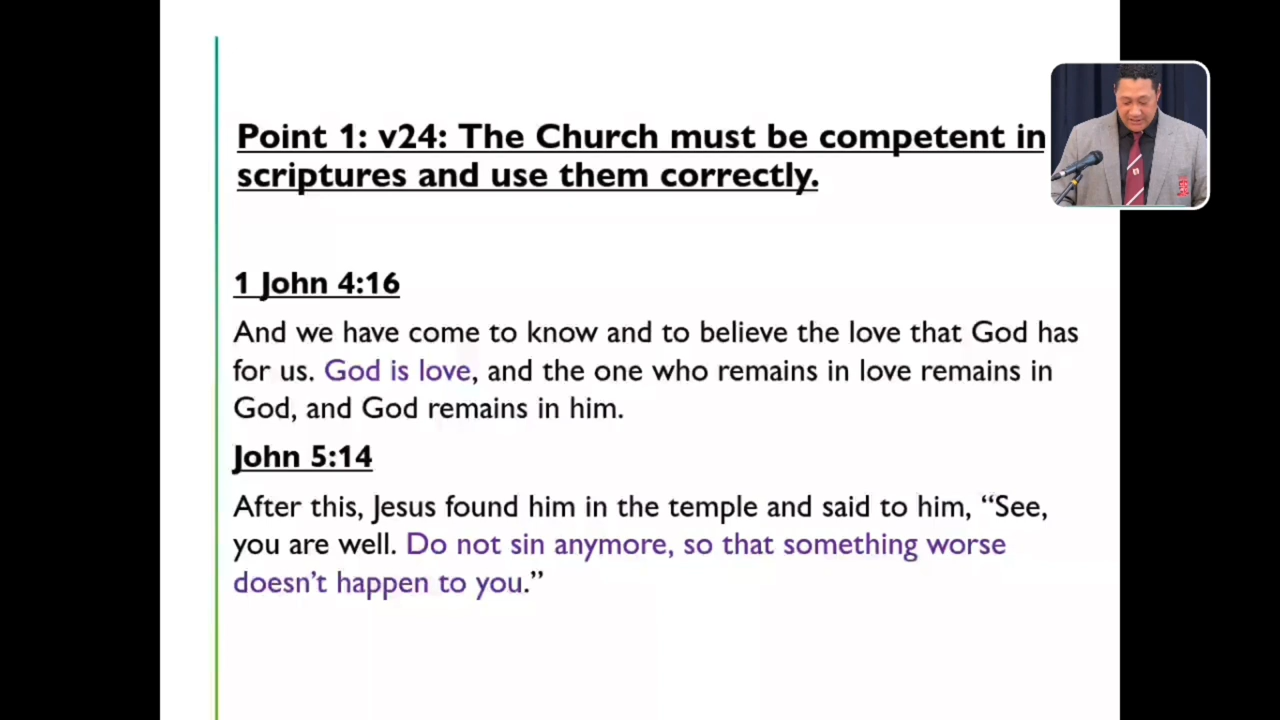 Point 1: v24: The Church must be competent in
scriptures and use them correctly.
1 John 4:16
And we have come to know and to believe the love that God has
for us. God is love, and the one who remains in love remains in
God, and God remains in him.
John 5:14
After this, Jesus found him in the temple and said to him, “See,
you are well. Do not sin anymore, so that something worse
doesn’t happen to you.”